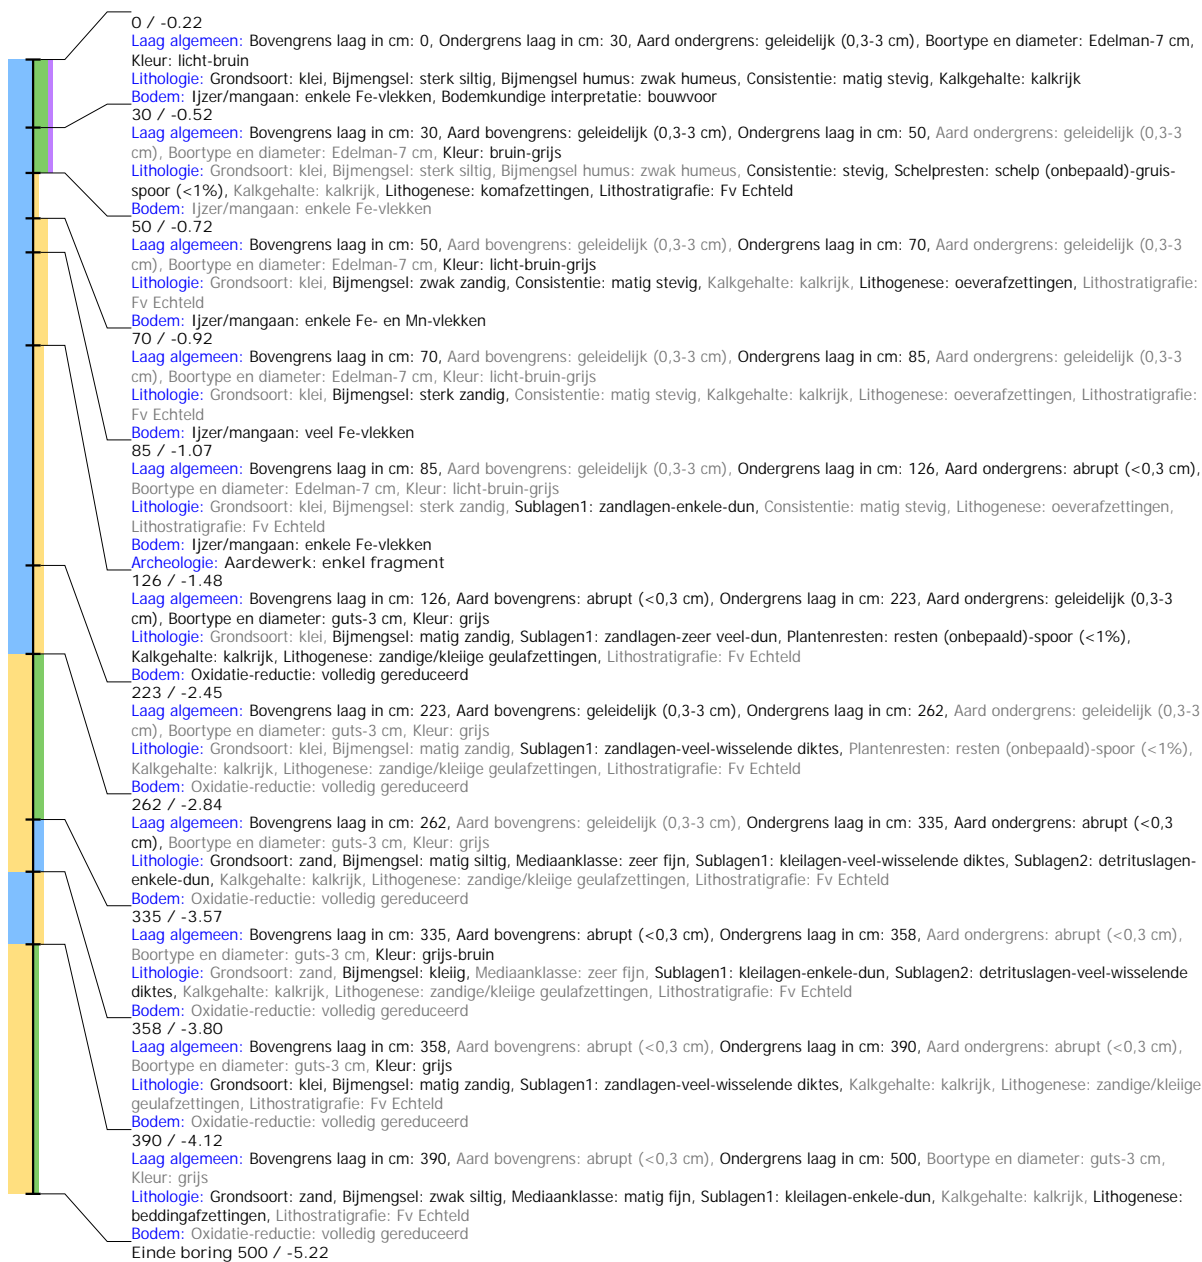 0 / -0.22
Laag algemeen: Bovengrens laag in cm: 0, Ondergrens laag in cm: 30, Aard ondergrens: geleidelijk (0,3-3 cm), Boortype en diameter: Edelman-7 cm,
Kleur: licht-bruin
Lithologie: Grondsoort: klei, Bijmengsel: sterk siltig, Bijmengsel humus: zwak humeus, Consistentie: matig stevig, Kalkgehalte: kalkrijk
Bodem: Ijzer/mangaan: enkele Fe-vlekken, Bodemkundige interpretatie: bouwvoor
30 / -0.52
Laag algemeen: Bovengrens laag in cm: 30, Aard bovengrens: geleidelijk (0,3-3 cm), Ondergrens laag in cm: 50, Aard ondergrens: geleidelijk (0,3-3
cm), Boortype en diameter: Edelman-7 cm, Kleur: bruin-grijs
Lithologie: Grondsoort: klei, Bijmengsel: sterk siltig, Bijmengsel humus: zwak humeus, Consistentie: stevig, Schelpresten: schelp (onbepaald)-gruis-
spoor (<1%), Kalkgehalte: kalkrijk, Lithogenese: komafzettingen, Lithostratigrafie: Fv Echteld
Bodem: Ijzer/mangaan: enkele Fe-vlekken
50 / -0.72
Laag algemeen: Bovengrens laag in cm: 50, Aard bovengrens: geleidelijk (0,3-3 cm), Ondergrens laag in cm: 70, Aard ondergrens: geleidelijk (0,3-3
cm), Boortype en diameter: Edelman-7 cm, Kleur: licht-bruin-grijs
Lithologie: Grondsoort: klei, Bijmengsel: zwak zandig, Consistentie: matig stevig, Kalkgehalte: kalkrijk, Lithogenese: oeverafzettingen, Lithostratigrafie:
Fv Echteld
Bodem: Ijzer/mangaan: enkele Fe- en Mn-vlekken
70 / -0.92
Laag algemeen: Bovengrens laag in cm: 70, Aard bovengrens: geleidelijk (0,3-3 cm), Ondergrens laag in cm: 85, Aard ondergrens: geleidelijk (0,3-3
cm), Boortype en diameter: Edelman-7 cm, Kleur: licht-bruin-grijs
Lithologie: Grondsoort: klei, Bijmengsel: sterk zandig, Consistentie: matig stevig, Kalkgehalte: kalkrijk, Lithogenese: oeverafzettingen, Lithostratigrafie:
Fv Echteld
Bodem: Ijzer/mangaan: veel Fe-vlekken
85 / -1.07
Laag algemeen: Bovengrens laag in cm: 85, Aard bovengrens: geleidelijk (0,3-3 cm), Ondergrens laag in cm: 126, Aard ondergrens: abrupt (<0,3 cm),
Boortype en diameter: Edelman-7 cm, Kleur: licht-bruin-grijs
Lithologie: Grondsoort: klei, Bijmengsel: sterk zandig, Sublagen1: zandlagen-enkele-dun, Consistentie: matig stevig, Lithogenese: oeverafzettingen,
Lithostratigrafie: Fv Echteld
Bodem: Ijzer/mangaan: enkele Fe-vlekken
Archeologie: Aardewerk: enkel fragment
126 / -1.48
Laag algemeen: Bovengrens laag in cm: 126, Aard bovengrens: abrupt (<0,3 cm), Ondergrens laag in cm: 223, Aard ondergrens: geleidelijk (0,3-3
cm), Boortype en diameter: guts-3 cm, Kleur: grijs
Lithologie: Grondsoort: klei, Bijmengsel: matig zandig, Sublagen1: zandlagen-zeer veel-dun, Plantenresten: resten (onbepaald)-spoor (<1%),
Kalkgehalte: kalkrijk, Lithogenese: zandige/kleiige geulafzettingen, Lithostratigrafie: Fv Echteld
Bodem: Oxidatie-reductie: volledig gereduceerd
223 / -2.45
Laag algemeen: Bovengrens laag in cm: 223, Aard bovengrens: geleidelijk (0,3-3 cm), Ondergrens laag in cm: 262, Aard ondergrens: geleidelijk (0,3-3
cm), Boortype en diameter: guts-3 cm, Kleur: grijs
Lithologie: Grondsoort: klei, Bijmengsel: matig zandig, Sublagen1: zandlagen-veel-wisselende diktes, Plantenresten: resten (onbepaald)-spoor (<1%),
Kalkgehalte: kalkrijk, Lithogenese: zandige/kleiige geulafzettingen, Lithostratigrafie: Fv Echteld
Bodem: Oxidatie-reductie: volledig gereduceerd
262 / -2.84
Laag algemeen: Bovengrens laag in cm: 262, Aard bovengrens: geleidelijk (0,3-3 cm), Ondergrens laag in cm: 335, Aard ondergrens: abrupt (<0,3
cm), Boortype en diameter: guts-3 cm, Kleur: grijs
Lithologie: Grondsoort: zand, Bijmengsel: matig siltig, Mediaanklasse: zeer fijn, Sublagen1: kleilagen-veel-wisselende diktes, Sublagen2: detrituslagen-
enkele-dun, Kalkgehalte: kalkrijk, Lithogenese: zandige/kleiige geulafzettingen, Lithostratigrafie: Fv Echteld
Bodem: Oxidatie-reductie: volledig gereduceerd
335 / -3.57
Laag algemeen: Bovengrens laag in cm: 335, Aard bovengrens: abrupt (<0,3 cm), Ondergrens laag in cm: 358, Aard ondergrens: abrupt (<0,3 cm),
Boortype en diameter: guts-3 cm, Kleur: grijs-bruin
Lithologie: Grondsoort: zand, Bijmengsel: kleiig, Mediaanklasse: zeer fijn, Sublagen1: kleilagen-enkele-dun, Sublagen2: detrituslagen-veel-wisselende
diktes, Kalkgehalte: kalkrijk, Lithogenese: zandige/kleiige geulafzettingen, Lithostratigrafie: Fv Echteld
Bodem: Oxidatie-reductie: volledig gereduceerd
358 / -3.80
Laag algemeen: Bovengrens laag in cm: 358, Aard bovengrens: abrupt (<0,3 cm), Ondergrens laag in cm: 390, Aard ondergrens: abrupt (<0,3 cm),
Boortype en diameter: guts-3 cm, Kleur: grijs
Lithologie: Grondsoort: klei, Bijmengsel: matig zandig, Sublagen1: zandlagen-veel-wisselende diktes, Kalkgehalte: kalkrijk, Lithogenese: zandige/kleiige
geulafzettingen, Lithostratigrafie: Fv Echteld
Bodem: Oxidatie-reductie: volledig gereduceerd
390 / -4.12
Laag algemeen: Bovengrens laag in cm: 390, Aard bovengrens: abrupt (<0,3 cm), Ondergrens laag in cm: 500, Boortype en diameter: guts-3 cm,
Kleur: grijs
Lithologie: Grondsoort: zand, Bijmengsel: zwak siltig, Mediaanklasse: matig fijn, Sublagen1: kleilagen-enkele-dun, Kalkgehalte: kalkrijk, Lithogenese:
beddingafzettingen, Lithostratigrafie: Fv Echteld
Bodem: Oxidatie-reductie: volledig gereduceerd
Einde boring 500 / -5.22